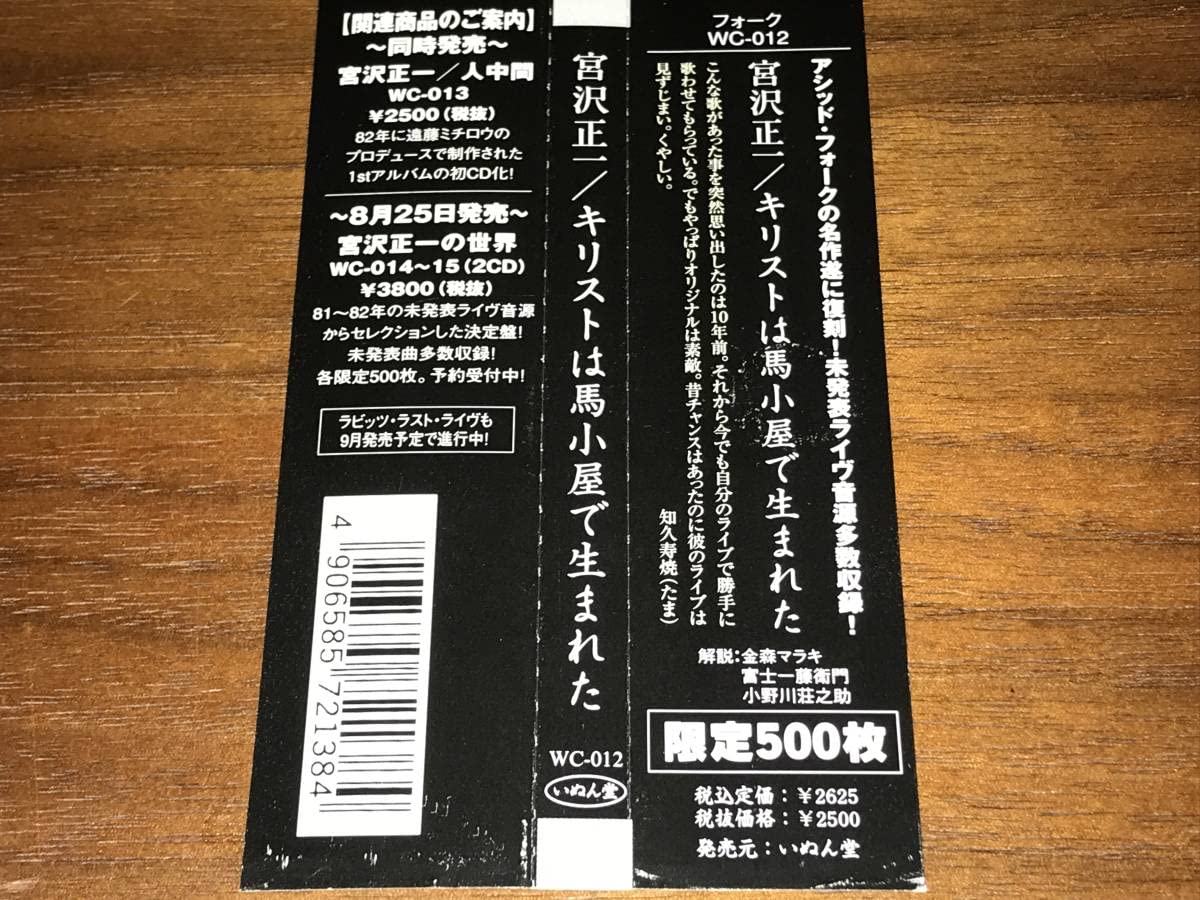 【関連商品のご案内】
～同時発売～
宮沢正一／人中間
WC-013
￥2500（税抜）
82年に遠藤ミチロウの
プロデュースで制作された
1stアルバムの初CD化！
～8月25日発売～
宮沢正一の世界
WC-014～15（2CD）
￥3800（税抜）
81～82年の未発表ライヴ音源
からセレクションした決定盤！
未発表曲多数収録！
各限定500枚。予約受付中！
ラビッツ・ラスト・ライヴも
9月発売予定で進行中！
4 906585 721384
宮沢正一／キリストは馬小屋で生まれた
WC-012
いぬん堂
フォーク
WC-012
アシッド・フォークの名作遂に復刻！未発表ライヴ音源多数収録！
宮沢正一／キリストは馬小屋で生まれた
こんな歌があった事を突然思い出したのは10年前。それから今でも自分のライブで勝手に
歌わせてもらっている。でもやっぱりオリジナルは素敵。昔チャンスはあったのに彼のライブは
見ずじまい。くやしい。
知久寿焼（たま）
解説：金森マラキ
富士一藤衛門
小野川荘之助
限定500枚
税込定価：￥2625
税抜価格：￥2500
発売元：いぬん堂